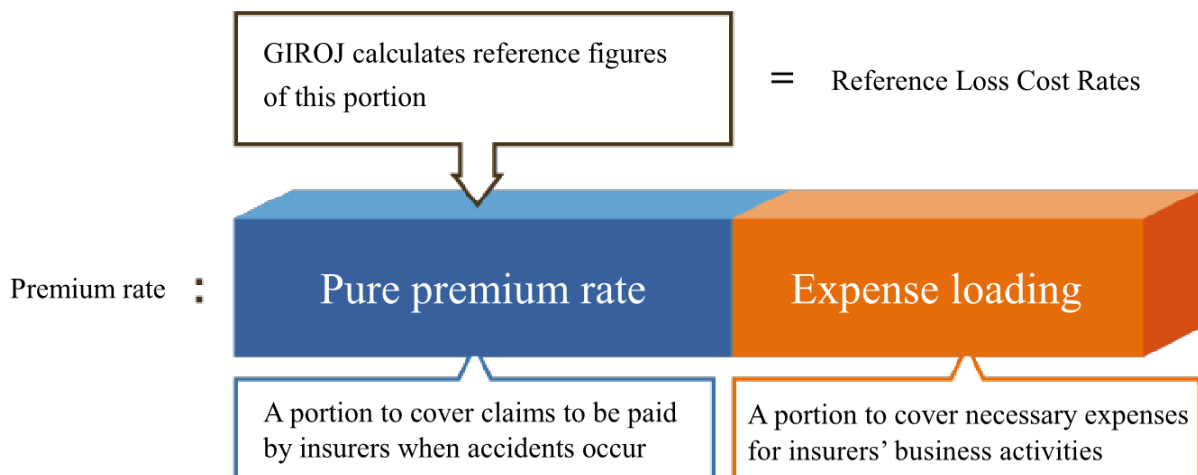 GIROJ calculates reference figures
of this portion
= Reference Loss Cost Rates
Premium rate :
Pure premium rate
Expense loading
A portion to cover claims to be paid
by insurers when accidents occur
A portion to cover necessary expenses
for insurers’ business activities